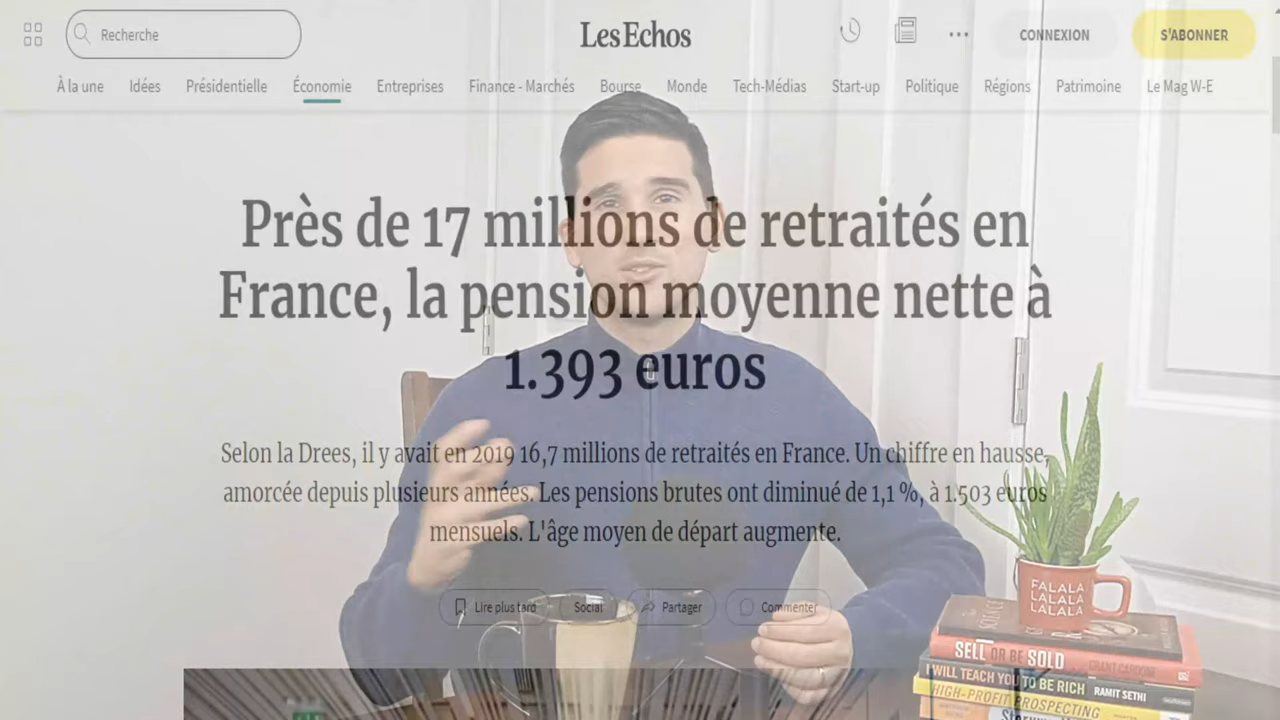 Recherche
Les Echos
CONNEXION
S'ABONNER
À la une Idées Présidentielle Économie Entreprises Finance - Marchés Bourse Monde Tech-Médias Start-up Politique Régions Patrimoine Le Mag W-E
Près de 17 millions de retraités en
France, la pension moyenne nette à
1.393 euros
Selon la Drees, il y avait en 2019 16,7 millions de retraités en France. Un chiffre en hausse,
amorcée depuis plusieurs années. Les pensions brutes ont diminué de 1,1 %, à 1.503 euros
mensuels. L'âge moyen de départ augmente.
Lire plus tard Social Partager Commenter
FALALA
LALALA
LALALA
SELL OR BE SOLD GRANT CARDONE
I WILL TEACH YOU TO BE RICH RAMIT SETHI
HIGH-PROFIT PROSPECTING